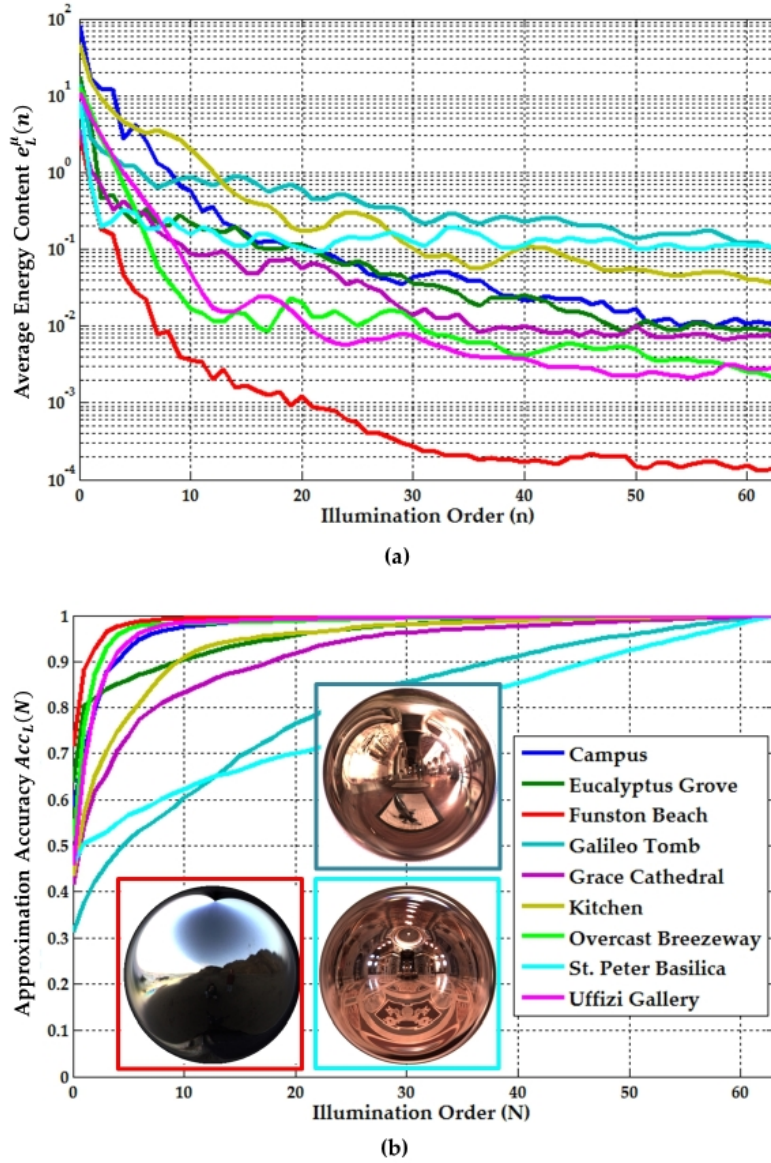 10^2
10^1
10^0
10^-1
10^-2
10^-3
10^-4
Average Energy Content e_L^μ(n)
0 10 20 30 40 50 60
Illumination Order (n)
(a)
1
0.9
0.8
0.7
0.6
0.5
0.4
0.3
0.2
0.1
0
Approximation Accuracy Acc_L(N)
Campus
Eucalyptus Grove
Funston Beach
Galileo Tomb
Grace Cathedral
Kitchen
Overcast Breezeway
St. Peter Basilica
Uffizi Gallery
0 10 20 30 40 50 60
Illumination Order (N)
(b)